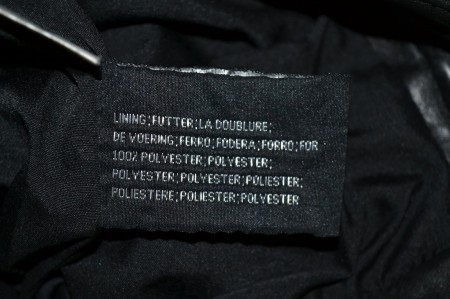 LINING;FUTTER;LA DOUBLURE;
DE VOERING;FERRO;FODERA;FORRO;FOR
100% POLYESTER;POLYESTER;
POLYESTER;POLYESTER;POLIESTER;
POLIESTERE;POLIESTER;POLYESTER